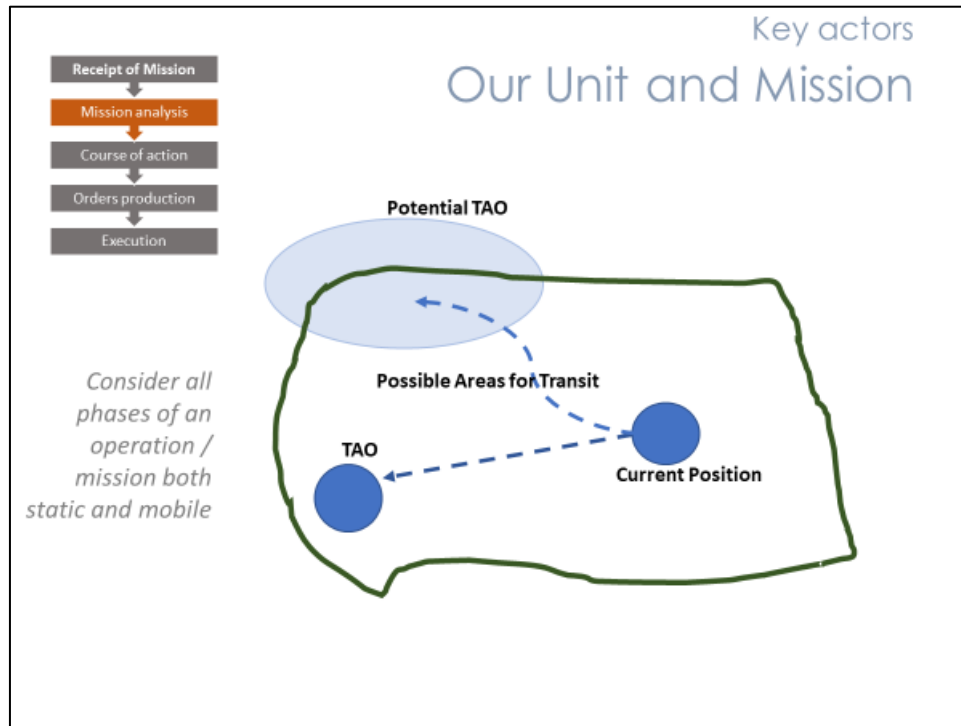 Key actors
Our Unit and Mission
Receipt of Mission
Mission analysis
Course of action
Orders production
Execution
Potential TAO
Possible Areas for Transit
Consider all
phases of an
operation /
mission both
static and mobile
TAO
Current Position